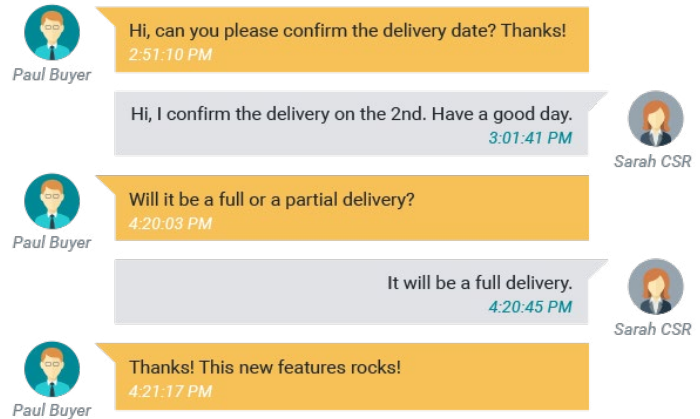 Hi, can you please confirm the delivery date? Thanks!
2:51:10 PM
Paul Buyer
Hi, I confirm the delivery on the 2nd. Have a good day.
3:01:41 PM
Sarah CSR
Will it be a full or a partial delivery?
4:20:03 PM
Paul Buyer
It will be a full delivery.
4:20:45 PM
Sarah CSR
Thanks! This new features rocks!
4:21:17 PM
Paul Buyer